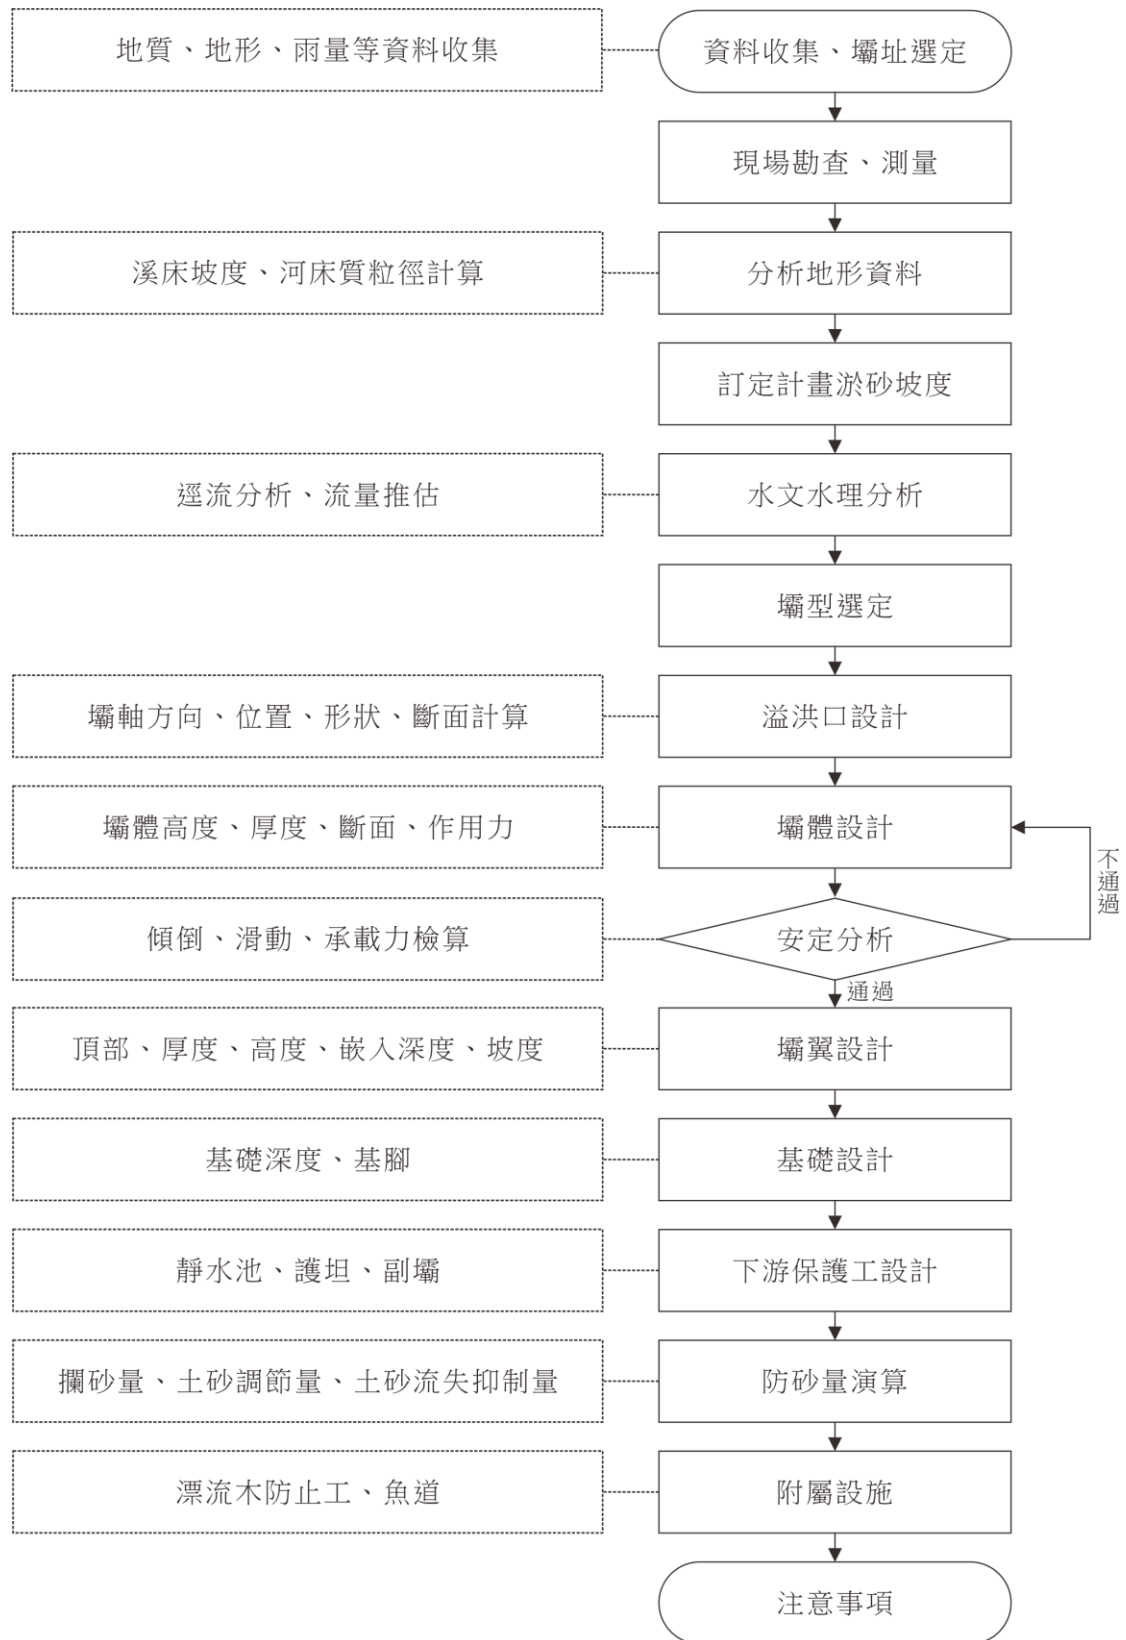 地質、地形、雨量等資料收集
資料收集、壩址選定
現場勘查、測量
溪床坡度、河床質粒徑計算
分析地形資料
訂定計畫淤砂坡度
逕流分析、流量推估
水文水理分析
壩型選定
壩軸方向、位置、形狀、斷面計算
溢洪口設計
壩體高度、厚度、斷面、作用力
壩體設計
不通過
傾倒、滑動、承載力檢算
安定分析
通過
頂部、厚度、高度、嵌入深度、坡度
壩翼設計
基礎深度、基腳
基礎設計
靜水池、護坦、副壩
下游保護工設計
攔砂量、土砂調節量、土砂流失抑制量
防砂量演算
漂流木防止工、魚道
附屬設施
注意事項